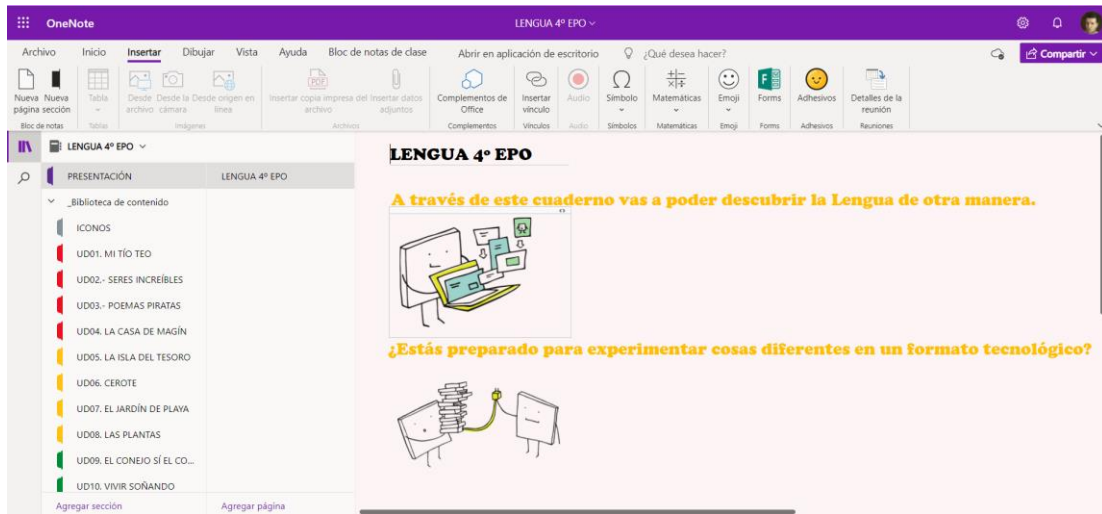 OneNote
LENGUA 4º EPO
Archivo Inicio Insertar Dibujar Vista Ayuda Bloc de notas de clase Abrir en aplicación de escritorio ¿Qué desea hacer? Compartir
Nueva página
Nueva sección
Tabla
Desde archivo
Desde la cámara
Desde origen en línea
PDF
Insertar copia impresa del archivo
Insertar datos adjuntos
Complementos de Office
Insertar vínculo
Audio
Símbolo
Matemáticas
Emoji
Forms
Adhesivos
Detalles de la reunión
Bloc de notas Tablas Imágenes Archivos Complementos Vínculos Audio Símbolos Matemáticas Emoji Forms Adhesivos Reuniones
LENGUA 4º EPO
PRESENTACIÓN
_Biblioteca de contenido
ICONOS
UD01. MI TÍO TEO
UD02.- SERES INCREÍBLES
UD03.- POEMAS PIRATAS
UD04. LA CASA DE MAGÍN
UD05. LA ISLA DEL TESORO
UD06. CEROTE
UD07. EL JARDÍN DE PLAYA
UD08. LAS PLANTAS
UD09. EL CONEJO SÍ EL CO...
UD10. VIVIR SOÑANDO
Agregar sección
LENGUA 4º EPO
Agregar página
LENGUA 4º EPO
A través de este cuaderno vas a poder descubrir la Lengua de otra manera.
¿Estás preparado para experimentar cosas diferentes en un formato tecnológico?